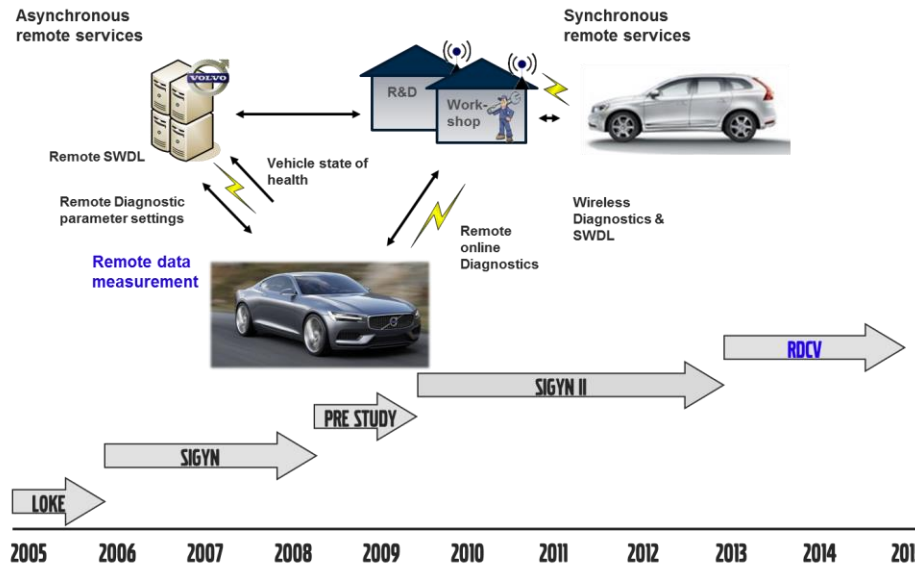 Asynchronous
remote services
Synchronous
remote services
VOLVO
R&D
Work-
shop
Remote SWDL
Vehicle state of
health
Remote Diagnostic
parameter settings
Wireless
Diagnostics &
SWDL
Remote
online
Diagnostics
Remote data
measurement
RDCV
SIGYN II
PRE STUDY
SIGYN
LOKE
2005 2006 2007 2008 2009 2010 2011 2012 2013 2014 201